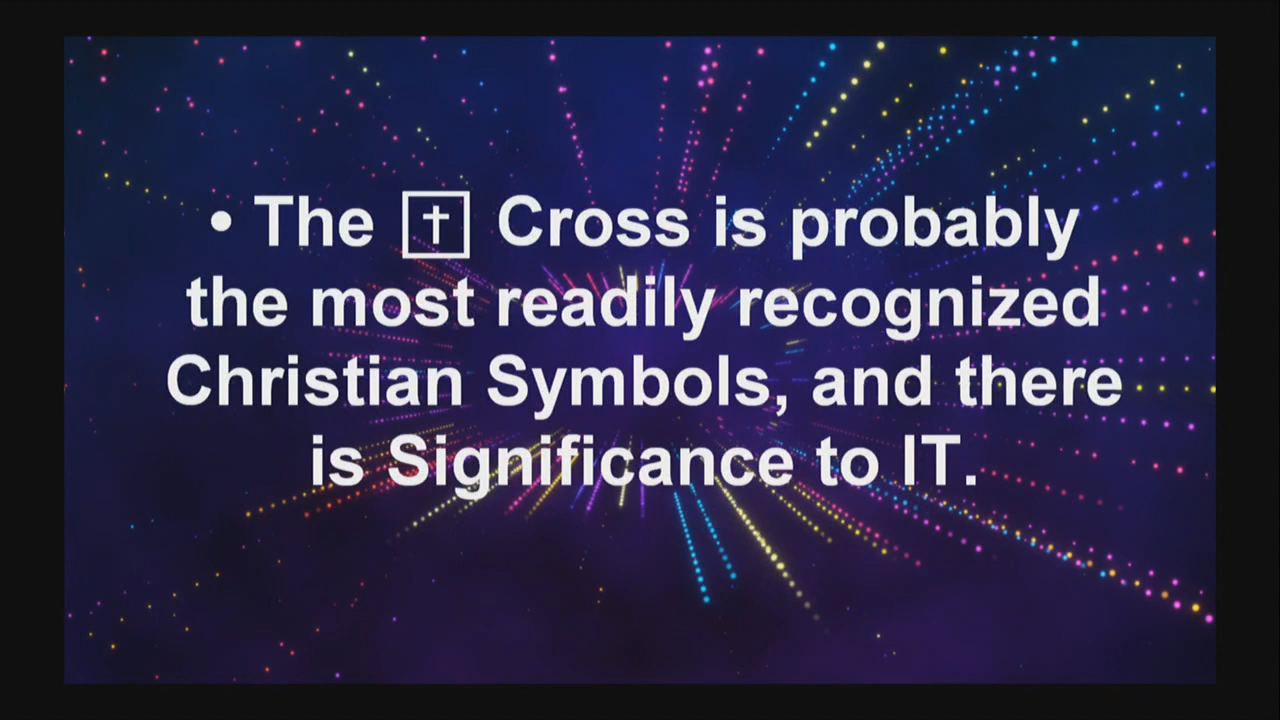 • The ✝ Cross is probably
the most readily recognized
Christian Symbols, and there
is Significance to IT.